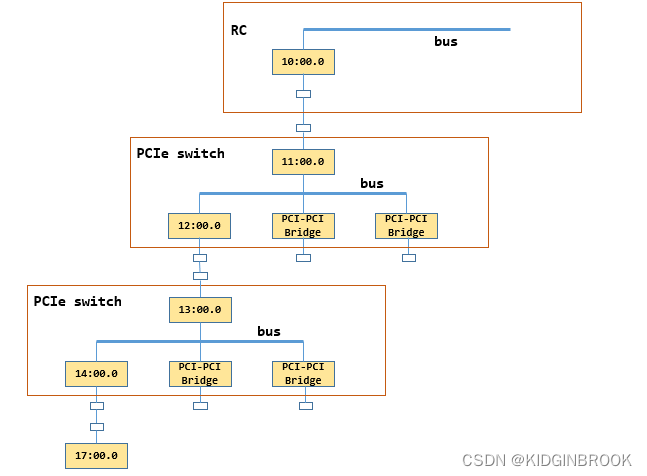 RC
bus
10:00.0
PCIe switch
11:00.0
bus
12:00.0
PCI-PCI
Bridge
PCI-PCI
Bridge
PCIe switch
13:00.0
bus
14:00.0
PCI-PCI
Bridge
PCI-PCI
Bridge
17:00.0
CSDN @KIDGINBROOK